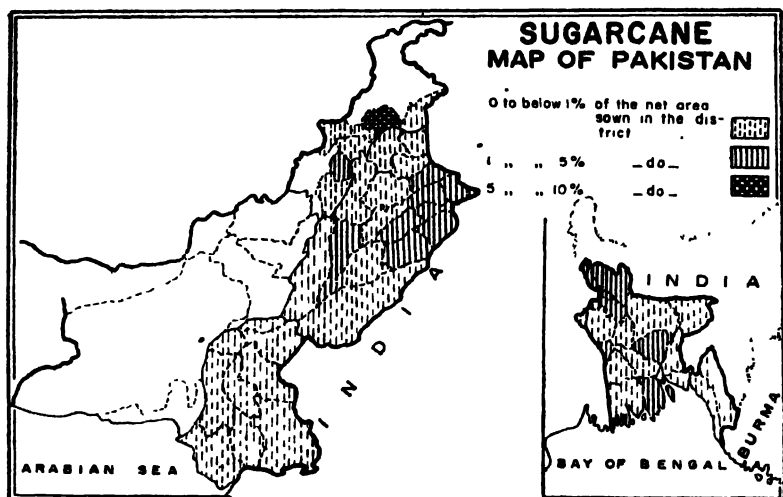 SUGARCANE
MAP OF PAKISTAN
0 to below 1% of the net area
sown in the dis-
trict
1 „ „ 5% _do_
5 „ „ 10% _do_
INDIA
INDIA
ARABIAN SEA
BAY OF BENGAL
BURMA